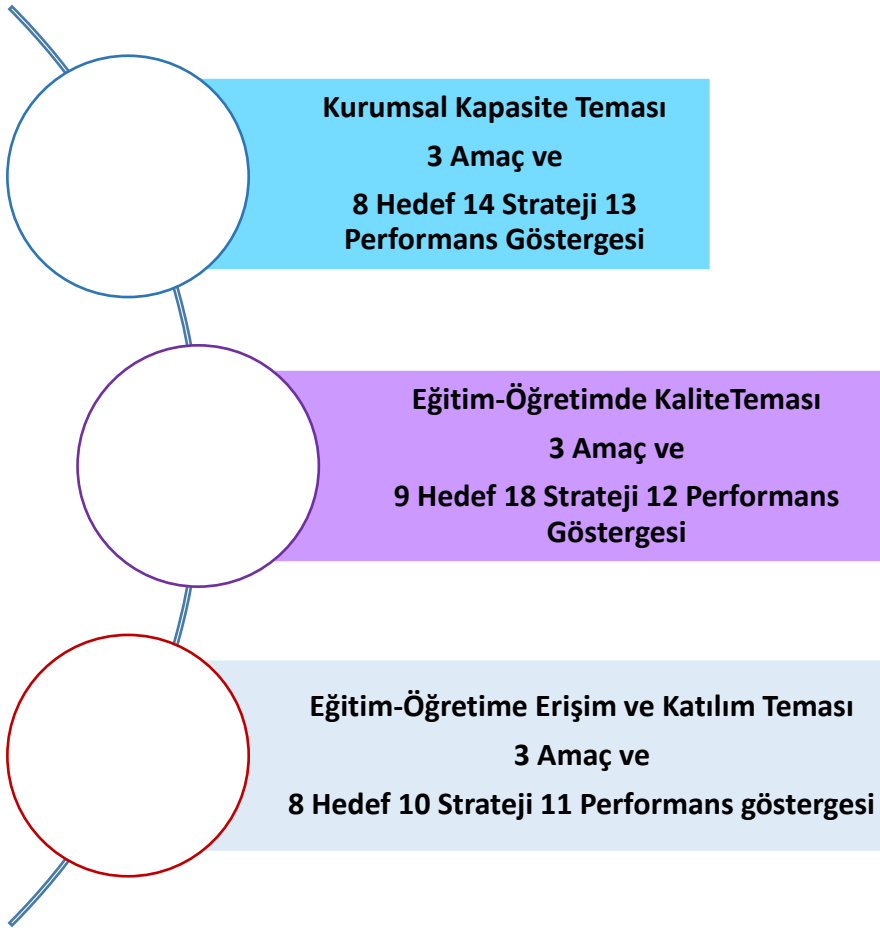 Kurumsal Kapasite Teması
3 Amaç ve
8 Hedef 14 Strateji 13
Performans Göstergesi
Eğitim-Öğretimde KaliteTeması
3 Amaç ve
9 Hedef 18 Strateji 12 Performans
Göstergesi
Eğitim-Öğretime Erişim ve Katılım Teması
3 Amaç ve
8 Hedef 10 Strateji 11 Performans göstergesi